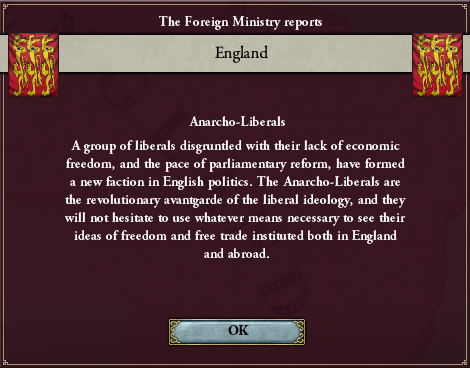 The Foreign Ministry reports
England
Anarcho-Liberals
A group of liberals disgruntled with their lack of economic
freedom, and the pace of parliamentary reform, have formed
a new faction in English politics. The Anarcho-Liberals are
the revolutionary avantgarde of the liberal ideology, and they
will not hesitate to use whatever means necessary to see their
ideas of freedom and free trade instituted both in England
and abroad.
OK